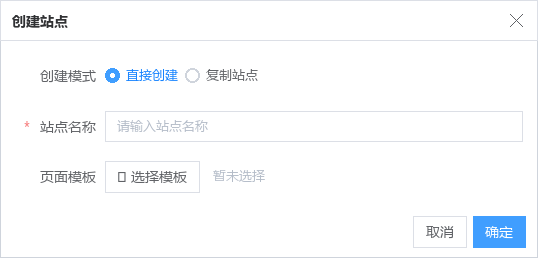 创建站点
创建模式 直接创建 复制站点
* 站点名称 请输入站点名称
页面模板 选择模板 暂未选择
取消 确定